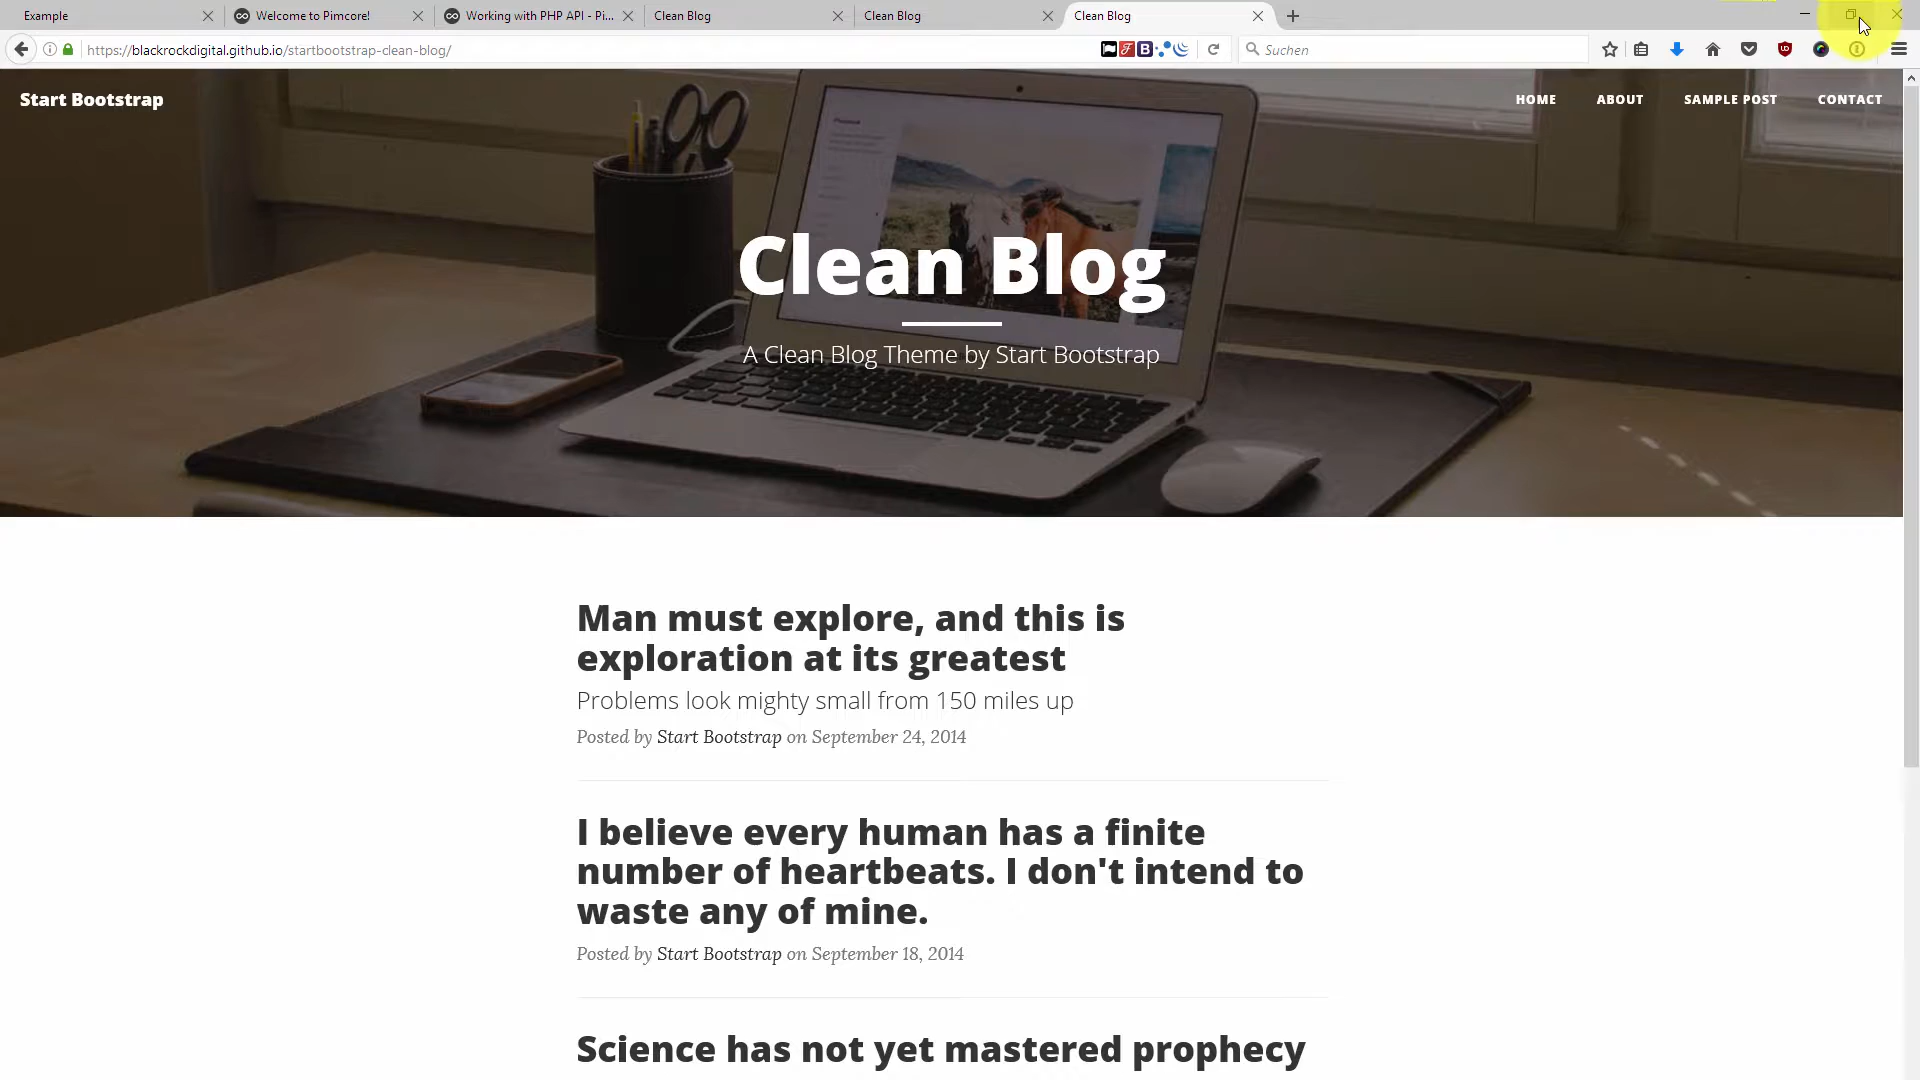 Example
Welcome to Pimcore!
Working with PHP API - Pi...
Clean Blog
Clean Blog
Clean Blog
https://blackrockdigital.github.io/startbootstrap-clean-blog/
Suchen
Start Bootstrap
HOME
ABOUT
SAMPLE POST
CONTACT
Clean Blog
A Clean Blog Theme by Start Bootstrap
Man must explore, and this is
exploration at its greatest
Problems look mighty small from 150 miles up
Posted by Start Bootstrap on September 24, 2014
I believe every human has a finite
number of heartbeats. I don't intend to
waste any of mine.
Posted by Start Bootstrap on September 18, 2014
Science has not yet mastered prophecy